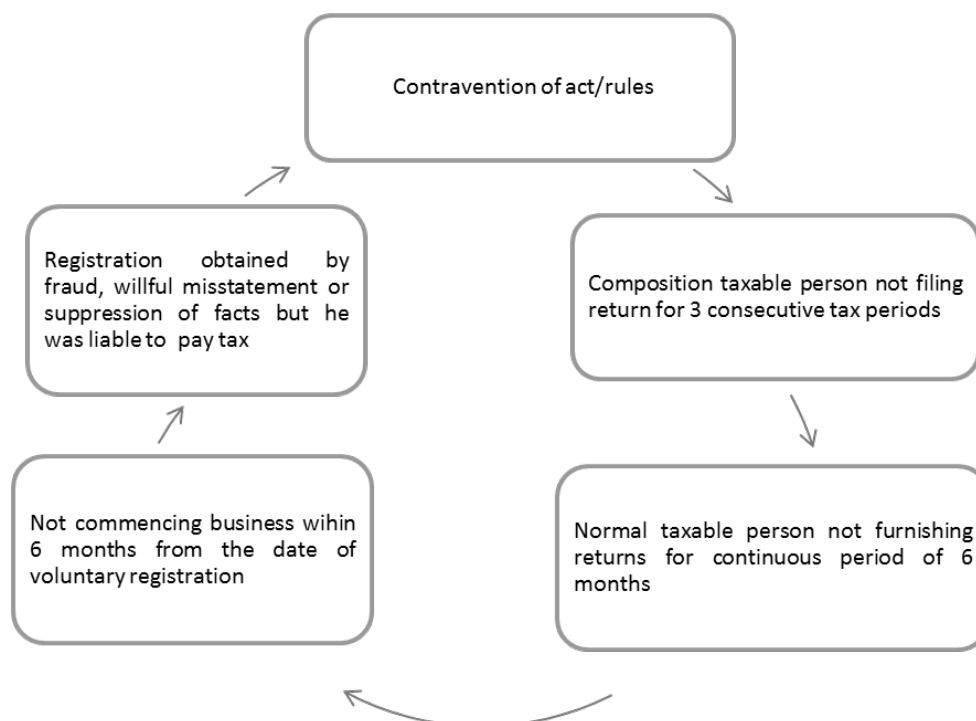 Contravention of act/rules
Registration obtained by
fraud, willful misstatement or
suppression of facts but he
was liable to pay tax
Composition taxable person not filing
return for 3 consecutive tax periods
Not commencing business wihin
6 months from the date of
voluntary registration
Normal taxable person not furnishing
returns for continuous period of 6
months